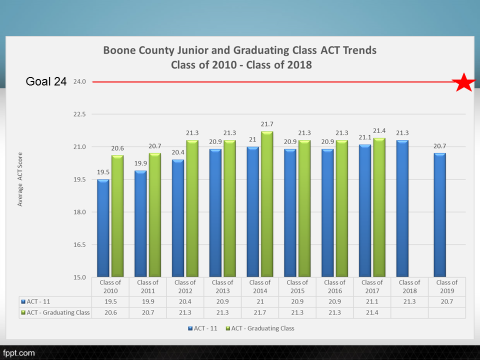 Boone County Junior and Graduating Class ACT Trends
Class of 2010 - Class of 2018
Goal 24
24.0
22.5
21.0
19.5
18.0
16.5
15.0
Average ACT Score
19.5 20.6 19.9 20.7 20.4 21.3 20.9 21.3 21 21.7 20.9 21.3 20.9 21.3 21.1 21.4 21.3 20.7
Class of 2010 Class of 2011 Class of 2012 Class of 2013 Class of 2014 Class of 2015 Class of 2016 Class of 2017 Class of 2018 Class of 2019
ACT - 11 19.5 19.9 20.4 20.9 21 20.9 20.9 21.1 21.3 20.7
ACT - Graduating Class 20.6 20.7 21.3 21.3 21.7 21.3 21.3 21.4
ACT - 11 ACT - Graduating Class
fppt.com